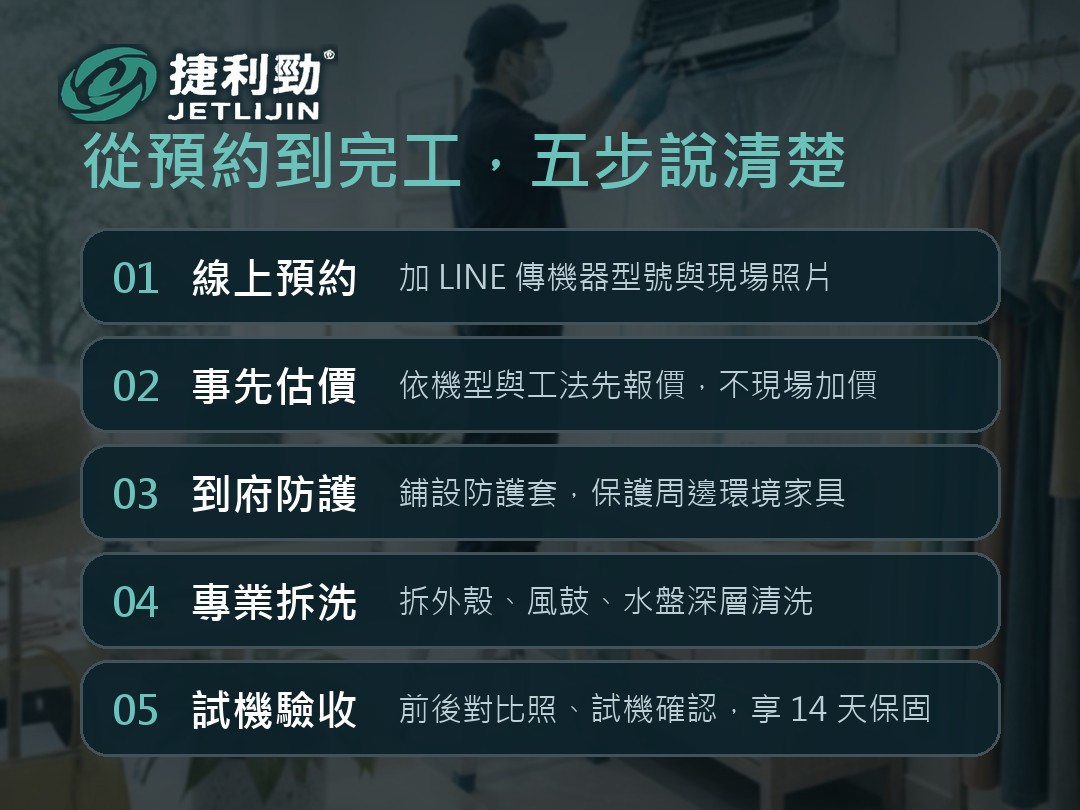 捷利勁®
JETLIJIN
從預約到完工，五步說清楚
01 線上預約 加 LINE 傳機器型號與現場照片
02 事先估價 依機型與工法先報價，不現場加價
03 到府防護 鋪設防護套，保護周邊環境家具
04 專業拆洗 拆外殼、風鼓、水盤深層清洗
05 試機驗收 前後對比照、試機確認，享 14 天保固